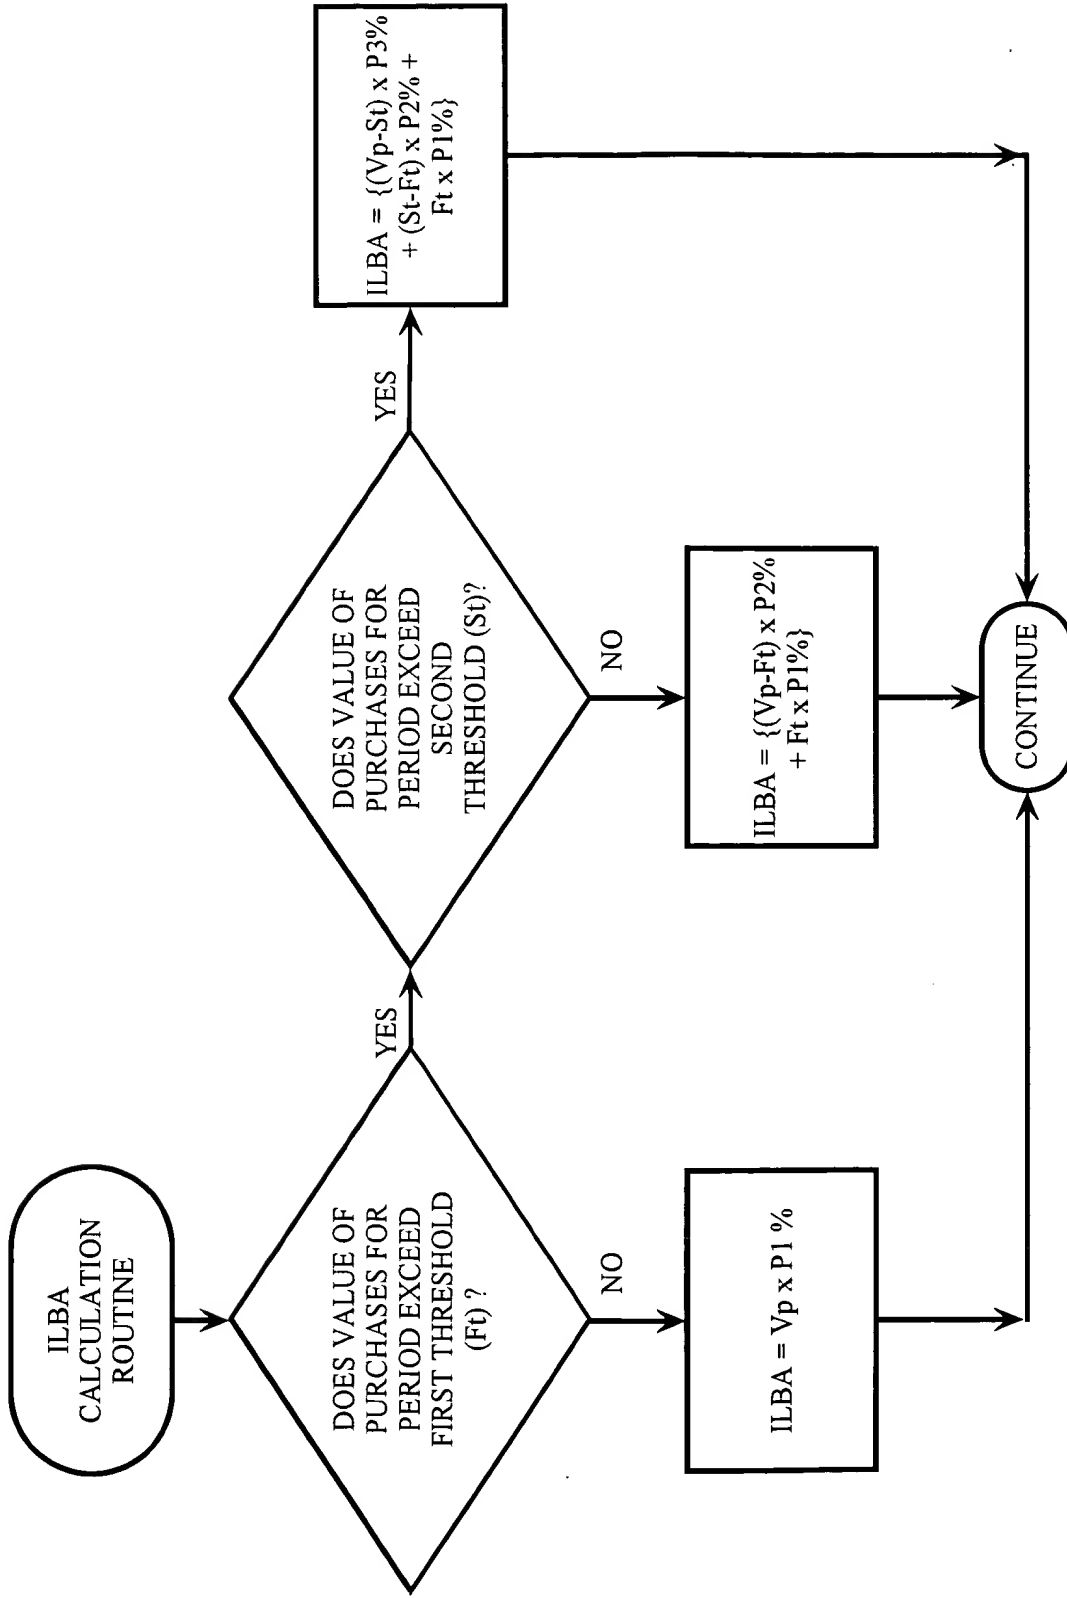 ILBA
CALCULATION
ROUTINE
DOES VALUE OF
PURCHASES FOR
PERIOD EXCEED
FIRST THRESHOLD
(Ft) ?
YES
NO
ILBA = Vp x P1 %
DOES VALUE OF
PURCHASES FOR
PERIOD EXCEED
SECOND
THRESHOLD (St)?
YES
NO
ILBA = {(Vp-Ft) x P2%
+ Ft x P1%}
ILBA = {(Vp-St) x P3%
+ (St-Ft) x P2% +
Ft x P1%}
CONTINUE